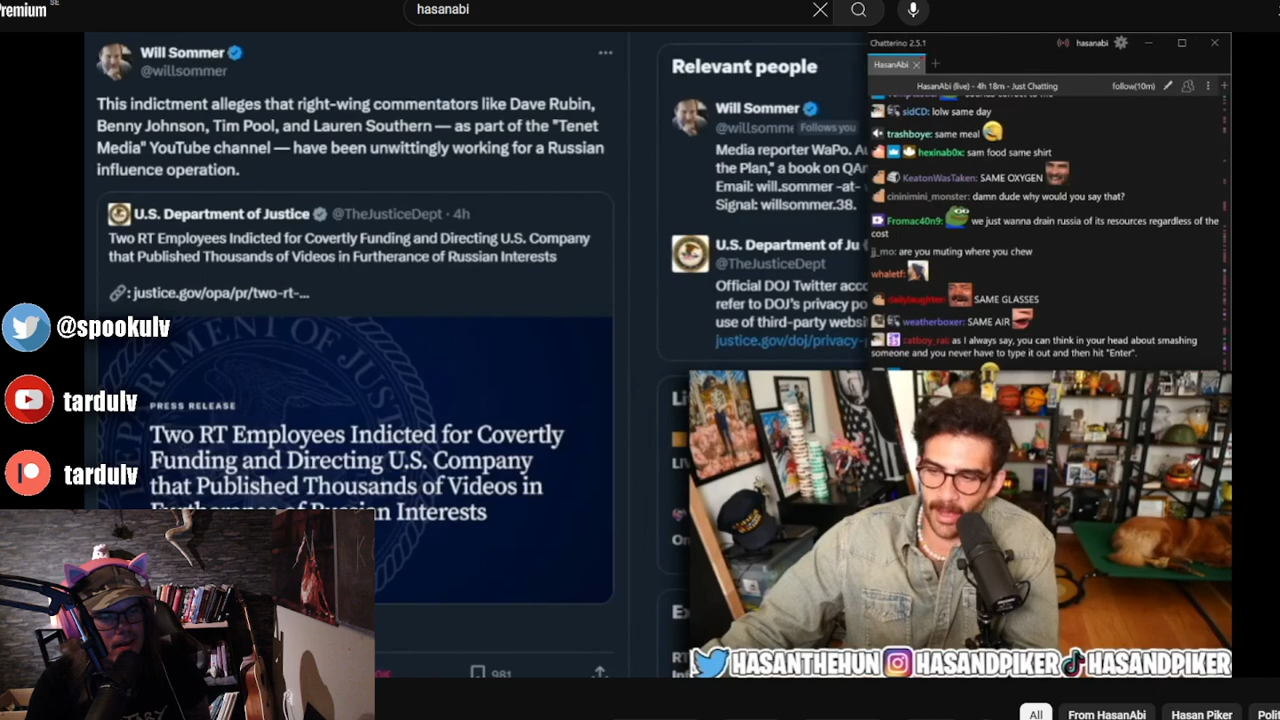 Premium
SE
hasanabi
Will Sommer
@willsommer
This indictment alleges that right-wing commentators like Dave Rubin,
Benny Johnson, Tim Pool, and Lauren Southern — as part of the "Tenet
Media" YouTube channel — have been unwittingly working for a Russian
influence operation.
U.S. Department of Justice @TheJusticeDept · 4h
Two RT Employees Indicted for Covertly Funding and Directing U.S. Company
that Published Thousands of Videos in Furtherance of Russian Interests
: justice.gov/opa/pr/two-rt-...
PRESS RELEASE
Two RT Employees Indicted for Covertly
Funding and Directing U.S. Company
that Published Thousands of Videos in
Furtherance of Russian Interests
981
Relevant people
Will Sommer
@willsomme Follows you
Media reporter WaPo. Au
the Plan," a book on QAn
Email: will.sommer -at-
Signal: willsommer.38.
U.S. Department of Ju
@TheJusticeDept
Official DOJ Twitter acco
refer to DOJ's privacy po
use of third-party websi
justice.gov/doj/privacy-
Chatterino 2.5.1
hasanabi
HasanAbi
HasanAbi (live) - 4h 18m - Just Chatting
follow(10m)
sidCD: lolw same day
trashboye: same meal
hexinab0x: sam food same shirt
KeatonWasTaken: SAME OXYGEN
cininimini_monster: damn dude why would you say that?
Fromac40n9: we just wanna drain russia of its resources regardless of the
cost
jj_mo: are you muting where you chew
whaletf:
dailylaughter: SAME GLASSES
weatherboxer: SAME AIR
catboy_rai: as I always say, you can think in your head about smashing
someone and you never have to type it out and then hit "Enter".
@spookulv
tardulv
tardulv
HASANTHEHUN HASANDPIKER HASANDPIKER
All From HasanAbi Hasan Piker